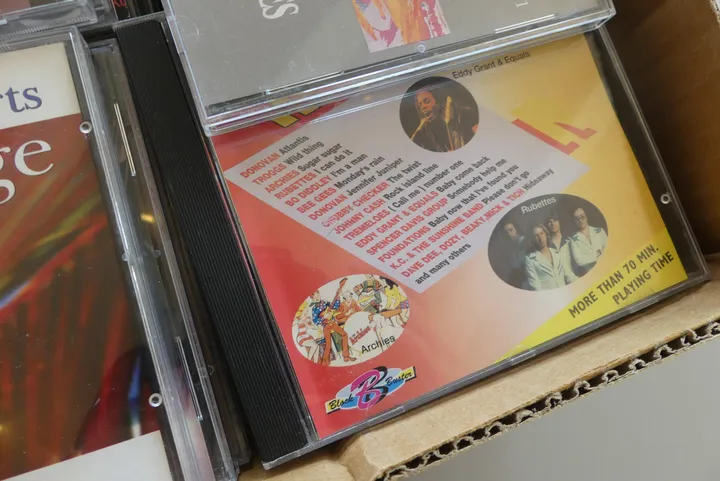 Eddy Grant & Equals
DONOVAN Atlantis
TROGGS Wild thing
ARCHIES Sugar sugar
RUBETTES I can do it
BO DIDDLEY I'm a man
BEE GEES Monday's rain
DONOVAN Jennifer Juniper
CHUBBY CHECKER The twist
JOHNNY CASH Rock island line
TREMELOES Call me number one
EDDY GRANT & EQUALS Baby come back
SPENCER DAVIS GROUP Somebody help me
FOUNDATIONS Baby now that I've found you
K.C. & THE SUNSHINE BAND Please don't go
DAVE DEE, DOZY, BEAKY, MICK & TICH Hideaway
and many others
Rubettes
MORE THAN 70 MIN.
PLAYING TIME
Archies
Block B Buster
rts
ge